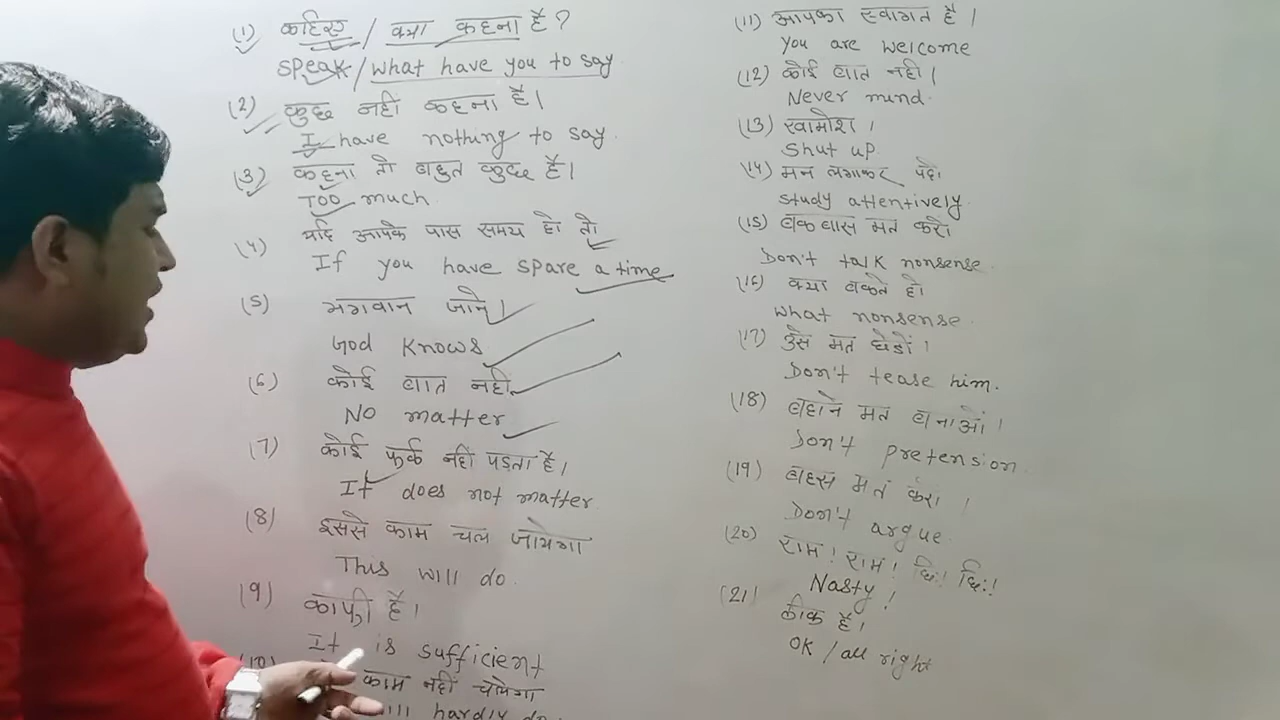 (1) कहिए / क्या कहना है?
speak / what have you to say
(2) कुछ नहीं कहना है।
I have nothing to say.
(3) कहना तो बहुत कुछ है।
Too much.
(4) यदि आपके पास समय हो तो
If you have spare a time
(5) भगवान जाने।
God knows
(6) कोई बात नहीं
No matter
(7) कोई फर्क नहीं पड़ता है।
It does not matter
(8) इससे काम चल जायेगा
This will do.
(9) काफी है।
It is sufficient
(10) काम नहीं चलेगा
hardly do
(11) आपका स्वागत है।
You are welcome
(12) कोई बात नहीं।
Never mind.
(13) खामोश।
Shut up.
(14) मन लगाकर पढ़ो
Study attentively.
(15) बकबास मत करो
Don't talk nonsense.
(16) क्या बकते हो
what nonsense.
(17) उसे मत छेड़ों।
Don't tease him.
(18) बहाने मत बनाओं।
Don't pretension.
(19) बहस मत करो।
Don't argue.
(20) राम! राम! छि:! छि:!
Nasty!
(21) ठीक है।
OK / all right